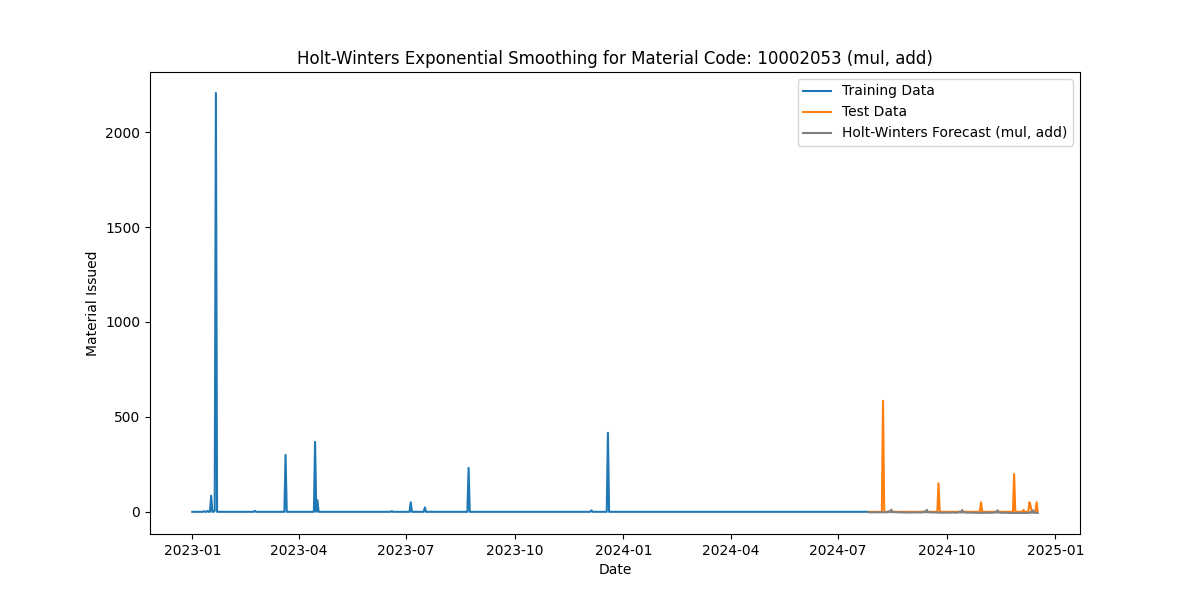 Holt-Winters Exponential Smoothing for Material Code: 10002053 (mul, add)
Training Data
Test Data
Holt-Winters Forecast (mul, add)
Material Issued
2000
1500
1000
500
0
2023-01 2023-04 2023-07 2023-10 2024-01 2024-04 2024-07 2024-10 2025-01
Date